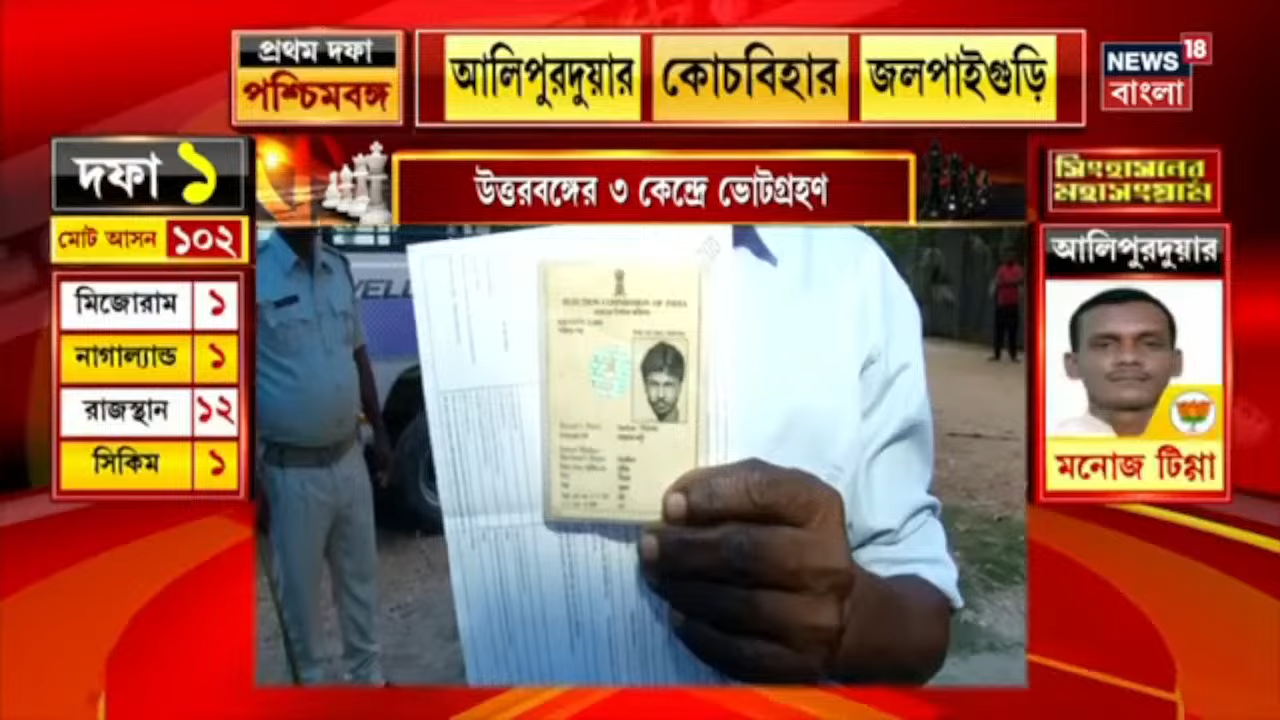 প্রথম দফা
পশ্চিমবঙ্গ
আলিপুরদুয়ার
কোচবিহার
জলপাইগুড়ি
NEWS 18
বাংলা
দফা ১
মোট আসন ১০২
মিজোরাম ১
নাগাল্যান্ড ১
রাজস্থান ১২
সিকিম ১
উত্তরবঙ্গের ৩ কেন্দ্রে ভোটগ্রহণ
ELECTION COMMISSION OF INDIA
সিংহাসনের
মহাসংগ্রাম
আলিপুরদুয়ার
মনোজ টিগ্গা